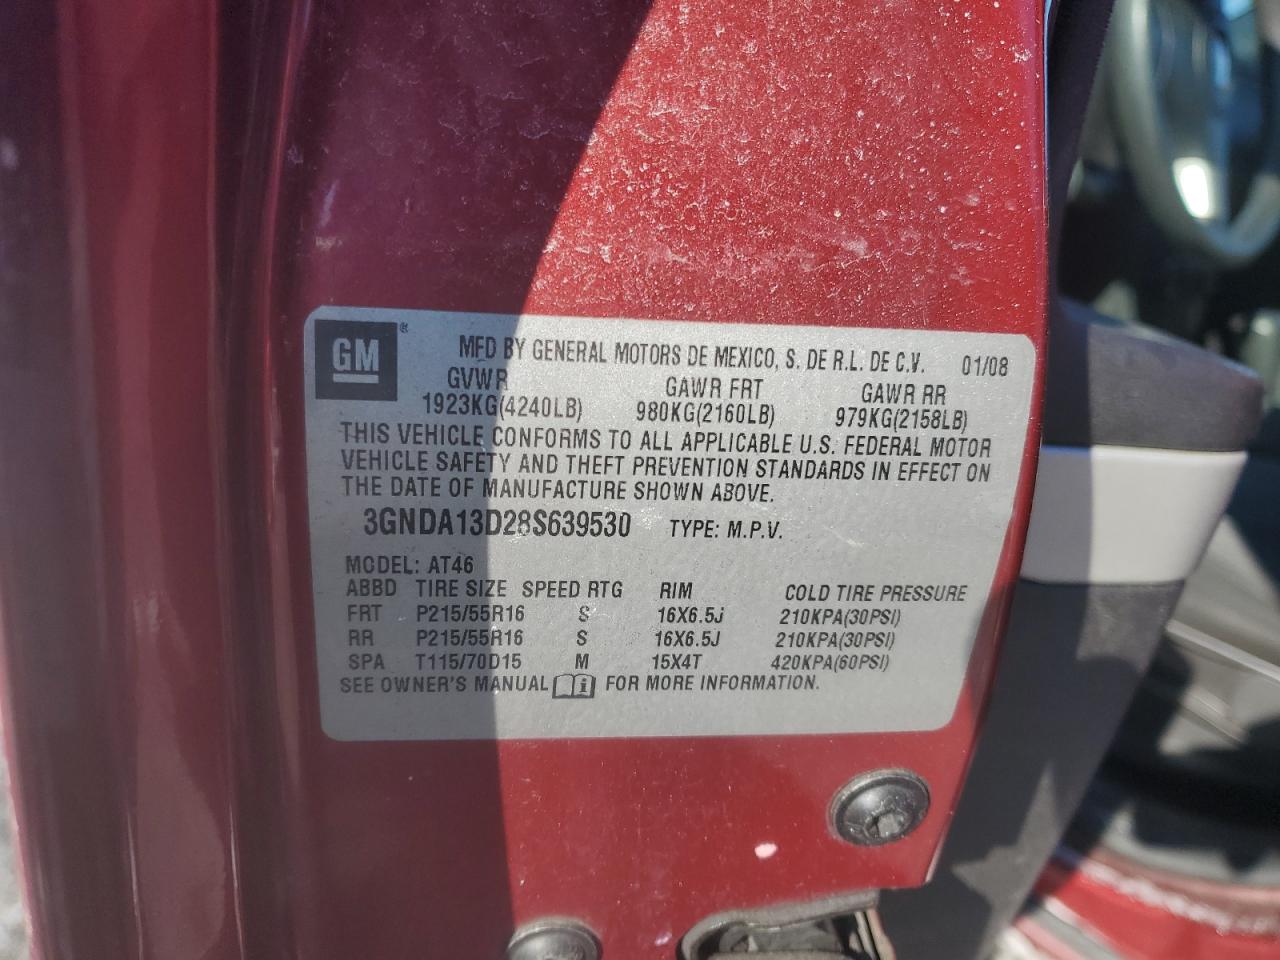 GM®
MFD BY GENERAL MOTORS DE MEXICO, S. DE R.L. DE C.V. 01/08
GVWR GAWR FRT GAWR RR
1923KG(4240LB) 980KG(2160LB) 979KG(2158LB)
THIS VEHICLE CONFORMS TO ALL APPLICABLE U.S. FEDERAL MOTOR
VEHICLE SAFETY AND THEFT PREVENTION STANDARDS IN EFFECT ON
THE DATE OF MANUFACTURE SHOWN ABOVE.
3GNDA13D28S639530 TYPE: M.P.V.
MODEL: AT46
ABBD TIRE SIZE SPEED RTG RIM COLD TIRE PRESSURE
FRT P215/55R16 S 16X6.5J 210KPA(30PSI)
RR P215/55R16 S 16X6.5J 210KPA(30PSI)
SPA T115/70D15 M 15X4T 420KPA(60PSI)
SEE OWNER'S MANUAL i FOR MORE INFORMATION.